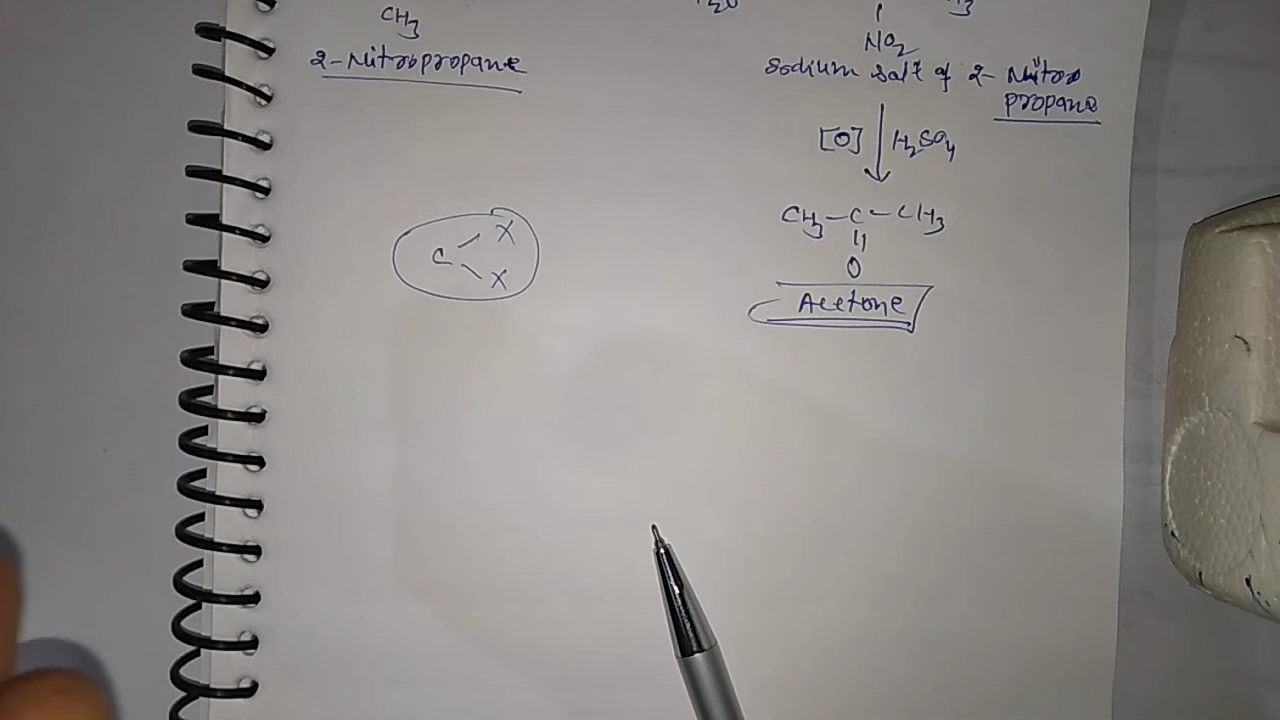 CH3
2-Nitropropane
NO2
Sodium salt of 2-Nitro
propane
[O] H2SO4
CH3-C-CH3
O
Acetone
X
C
X